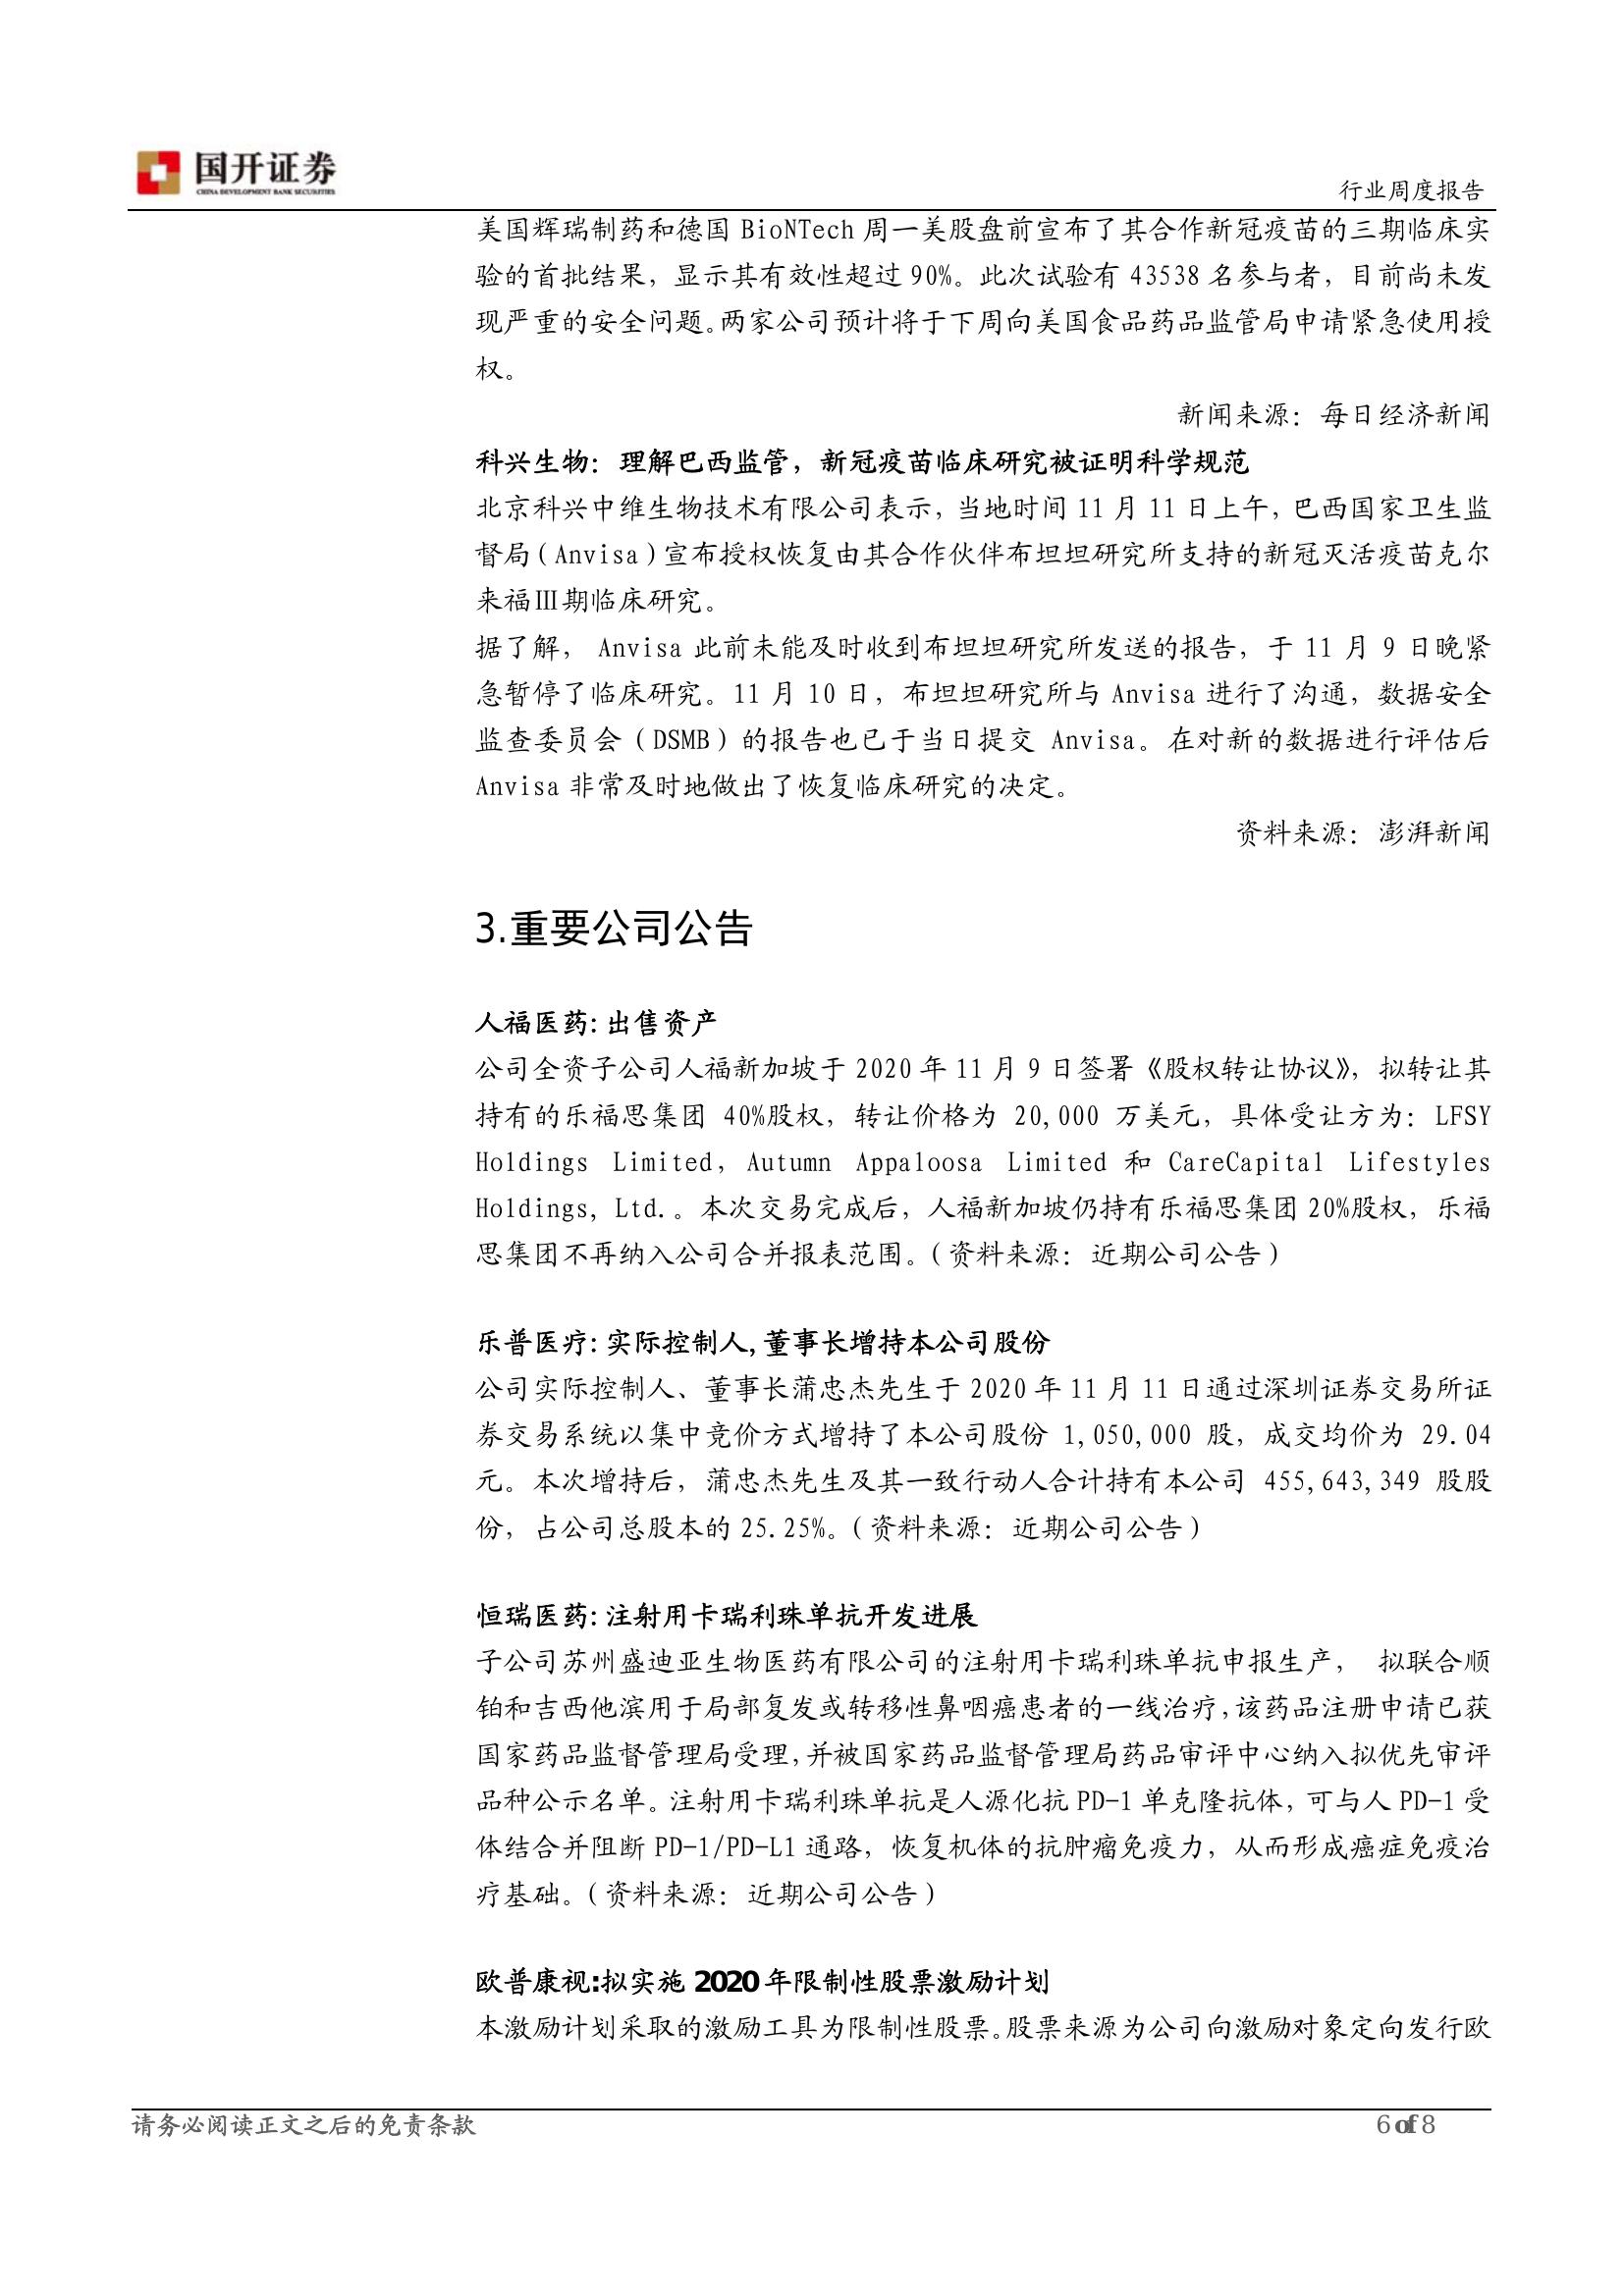 国开证券
CHINA DEVELOPMENT BANK SECURITIES
行业周度报告
美国辉瑞制药和德国 BioNTech 周一美股盘前宣布了其合作新冠疫苗的三期临床实
验的首批结果，显示其有效性超过 90%。此次试验有 43538 名参与者，目前尚未发
现严重的安全问题。两家公司预计将于下周向美国食品药品监管局申请紧急使用授
权。
新闻来源：每日经济新闻
科兴生物：理解巴西监管，新冠疫苗临床研究被证明科学规范
北京科兴中维生物技术有限公司表示，当地时间 11 月 11 日上午，巴西国家卫生监
督局（Anvisa）宣布授权恢复由其合作伙伴布坦坦研究所支持的新冠灭活疫苗克尔
来福Ⅲ期临床研究。
据了解， Anvisa 此前未能及时收到布坦坦研究所发送的报告，于 11 月 9 日晚紧
急暂停了临床研究。11 月 10 日，布坦坦研究所与 Anvisa 进行了沟通，数据安全
监查委员会（DSMB）的报告也已于当日提交 Anvisa。在对新的数据进行评估后
Anvisa 非常及时地做出了恢复临床研究的决定。
资料来源：澎湃新闻
3.重要公司公告
人福医药:出售资产
公司全资子公司人福新加坡于 2020 年 11 月 9 日签署《股权转让协议》，拟转让其
持有的乐福思集团 40%股权，转让价格为 20,000 万美元，具体受让方为：LFSY
Holdings Limited，Autumn Appaloosa Limited 和 CareCapital Lifestyles
Holdings, Ltd.。本次交易完成后，人福新加坡仍持有乐福思集团 20%股权，乐福
思集团不再纳入公司合并报表范围。（资料来源：近期公司公告）
乐普医疗:实际控制人,董事长增持本公司股份
公司实际控制人、董事长蒲忠杰先生于 2020 年 11 月 11 日通过深圳证券交易所证
券交易系统以集中竞价方式增持了本公司股份 1,050,000 股，成交均价为 29.04
元。本次增持后，蒲忠杰先生及其一致行动人合计持有本公司 455,643,349 股股
份，占公司总股本的 25.25%。（资料来源：近期公司公告）
恒瑞医药:注射用卡瑞利珠单抗开发进展
子公司苏州盛迪亚生物医药有限公司的注射用卡瑞利珠单抗申报生产， 拟联合顺
铂和吉西他滨用于局部复发或转移性鼻咽癌患者的一线治疗,该药品注册申请已获
国家药品监督管理局受理,并被国家药品监督管理局药品审评中心纳入拟优先审评
品种公示名单。注射用卡瑞利珠单抗是人源化抗 PD-1 单克隆抗体，可与人 PD-1 受
体结合并阻断 PD-1/PD-L1 通路，恢复机体的抗肿瘤免疫力，从而形成癌症免疫治
疗基础。（资料来源：近期公司公告）
欧普康视:拟实施 2020 年限制性股票激励计划
本激励计划采取的激励工具为限制性股票。股票来源为公司向激励对象定向发行欧
请务必阅读正文之后的免责条款
6 of 8